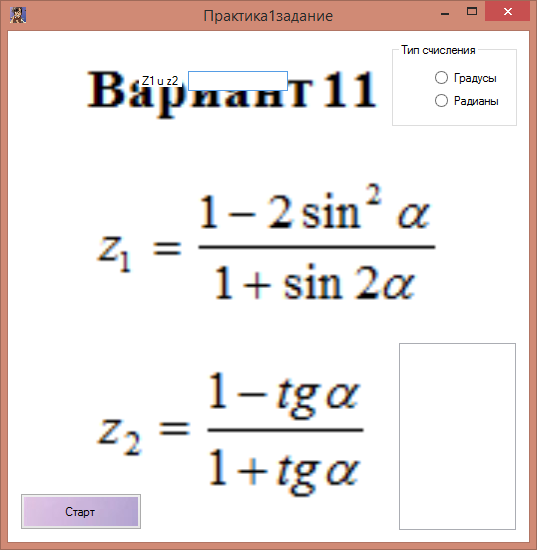 Практика1задание
Тип счисления
Z1 и z2
Вариант 11
Градусы
Радианы
z₁ = (1 − 2 sin² α) / (1 + sin 2α)
z₂ = (1 − tg α) / (1 + tg α)
Старт